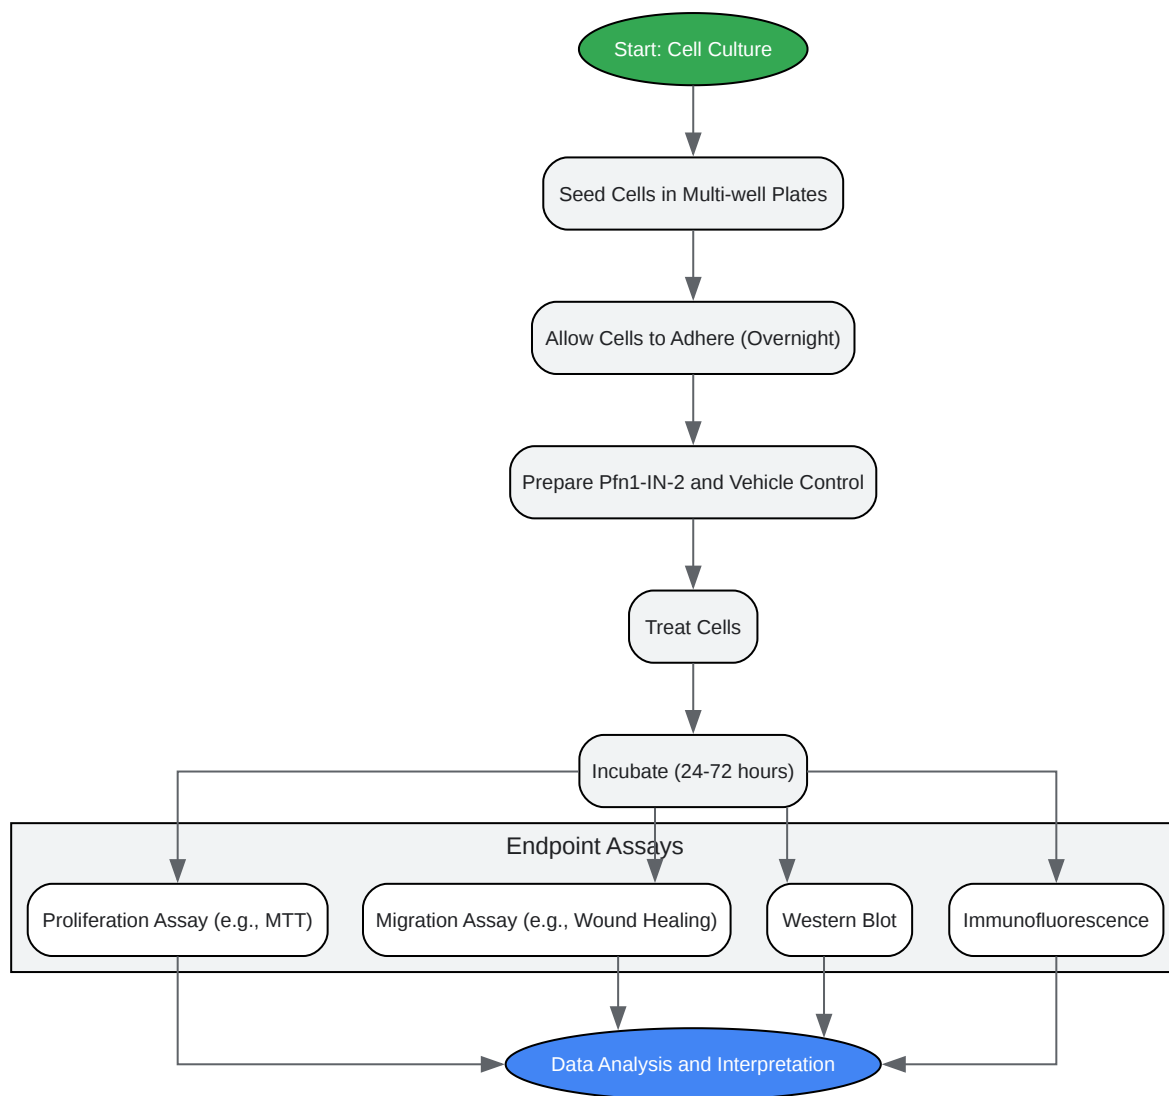 Start: Cell Culture
Seed Cells in Multi-well Plates
Allow Cells to Adhere (Overnight)
Prepare Pfn1-IN-2 and Vehicle Control
Treat Cells
Incubate (24-72 hours)
Endpoint Assays
Proliferation Assay (e.g., MTT)
Migration Assay (e.g., Wound Healing)
Western Blot
Immunofluorescence
Data Analysis and Interpretation